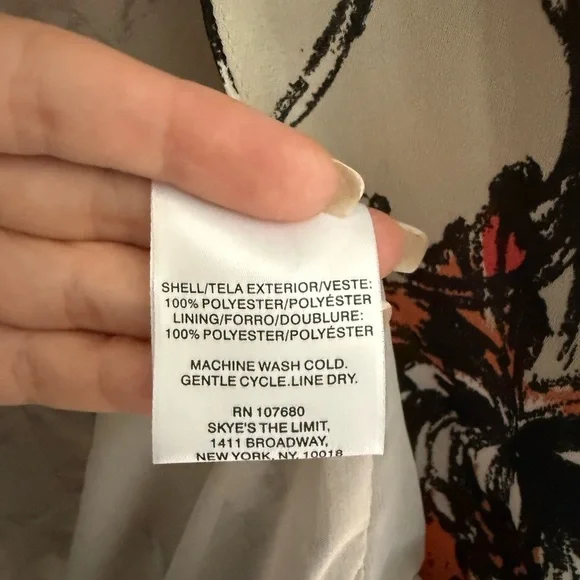 SHELL/TELA EXTERIOR/VESTE:
100% POLYESTER/POLYÉSTER
LINING/FORRO/DOUBLURE:
100% POLYESTER/POLYÉSTER
MACHINE WASH COLD.
GENTLE CYCLE.LINE DRY.
RN 107680
SKYE'S THE LIMIT,
1411 BROADWAY,
NEW YORK, NY, 10018